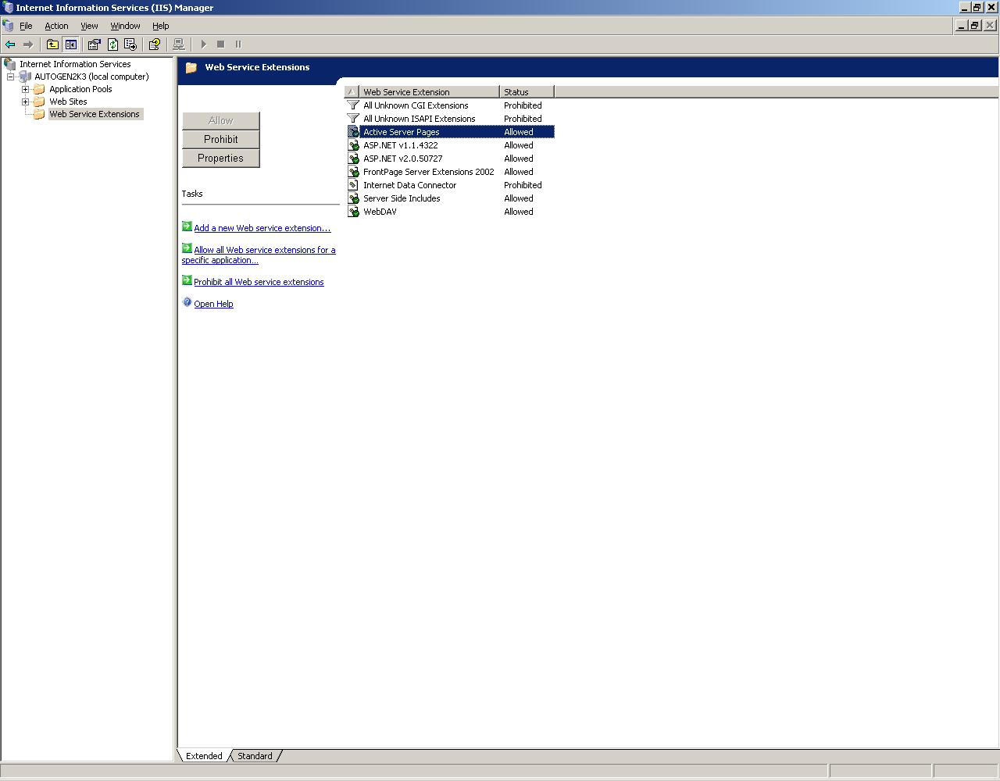 Internet Information Services (IIS) Manager
File Action View Window Help
Internet Information Services
AUTOGEN2K3 (local computer)
Application Pools
Web Sites
Web Service Extensions
Web Service Extensions
Allow
Prohibit
Properties
Tasks
Add a new Web service extension...
Allow all Web service extensions for a
specific application...
Prohibit all Web service extensions
Open Help
Web Service Extension Status
All Unknown CGI Extensions Prohibited
All Unknown ISAPI Extensions Prohibited
Active Server Pages Allowed
ASP.NET v1.1.4322 Allowed
ASP.NET v2.0.50727 Allowed
FrontPage Server Extensions 2002 Allowed
Internet Data Connector Prohibited
Server Side Includes Allowed
WebDAV Allowed
Extended Standard